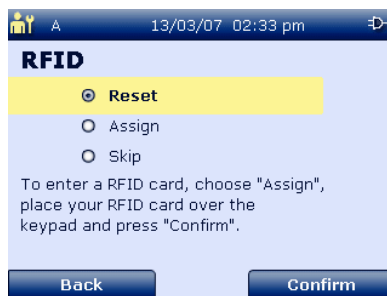 A 13/03/07 02:33 pm
RFID
Reset
Assign
Skip
To enter a RFID card, choose "Assign",
place your RFID card over the
keypad and press "Confirm".
Back Confirm